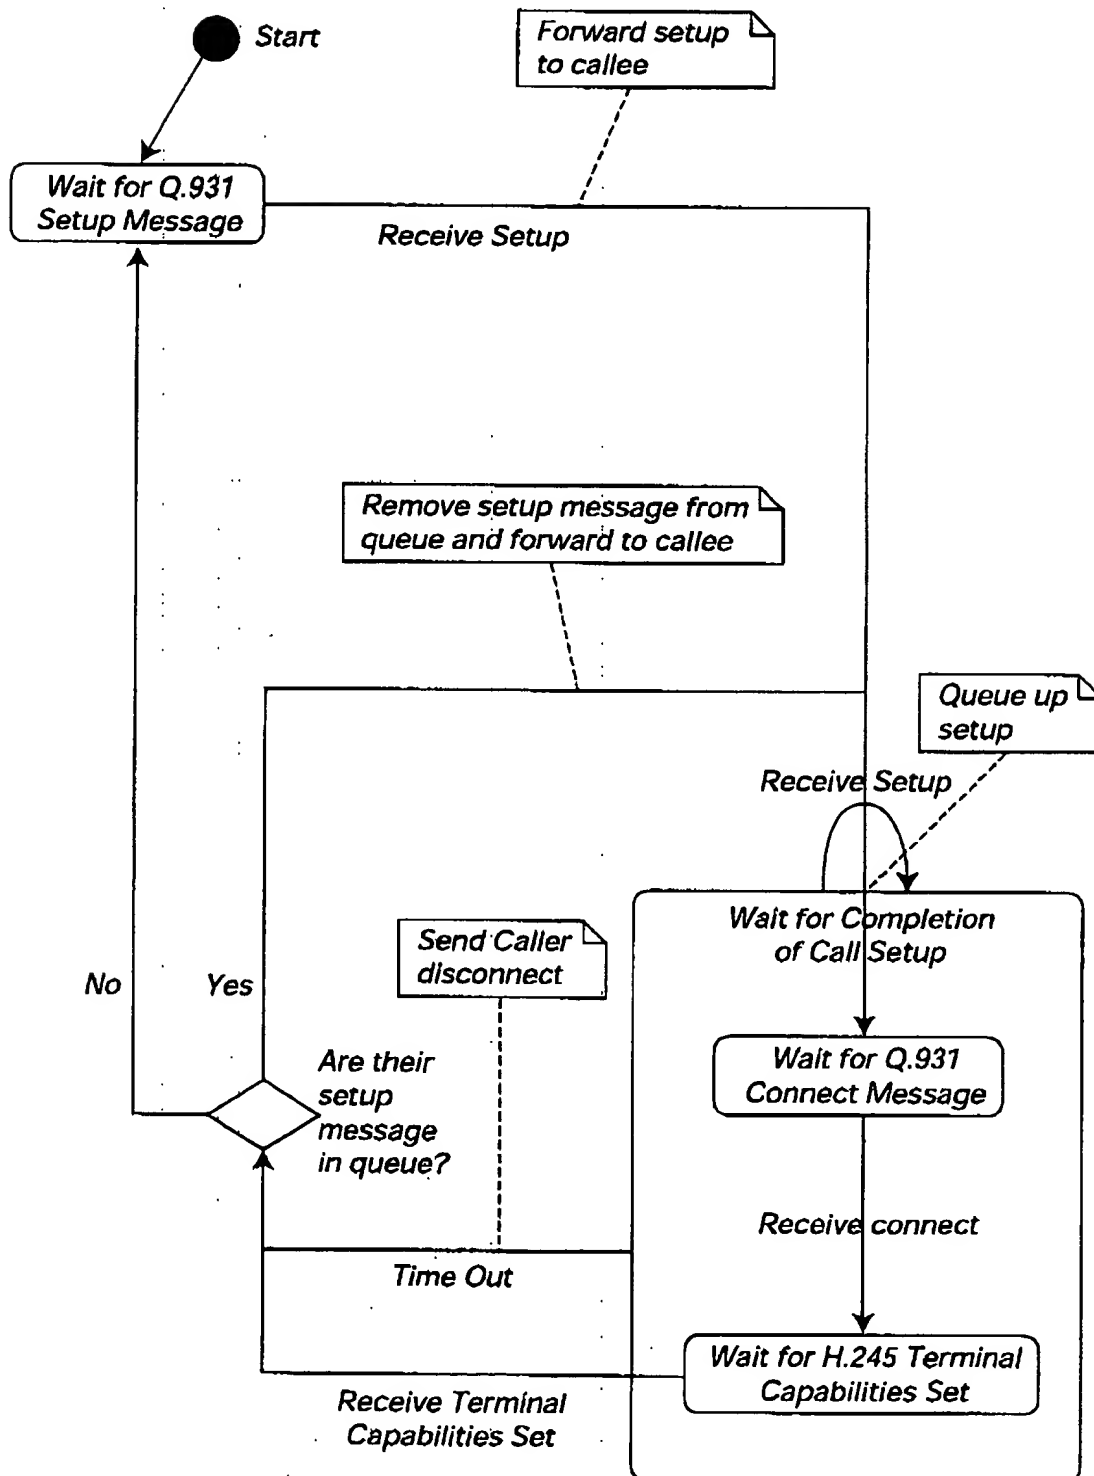 Start
Forward setup
to callee
Wait for Q.931
Setup Message
Receive Setup
Remove setup message from
queue and forward to callee
Queue up
setup
Receive Setup
Wait for Completion
of Call Setup
Send Caller
disconnect
No
Yes
Are their
setup
message
in queue?
Wait for Q.931
Connect Message
Receive connect
Time Out
Wait for H.245 Terminal
Capabilities Set
Receive Terminal
Capabilities Set